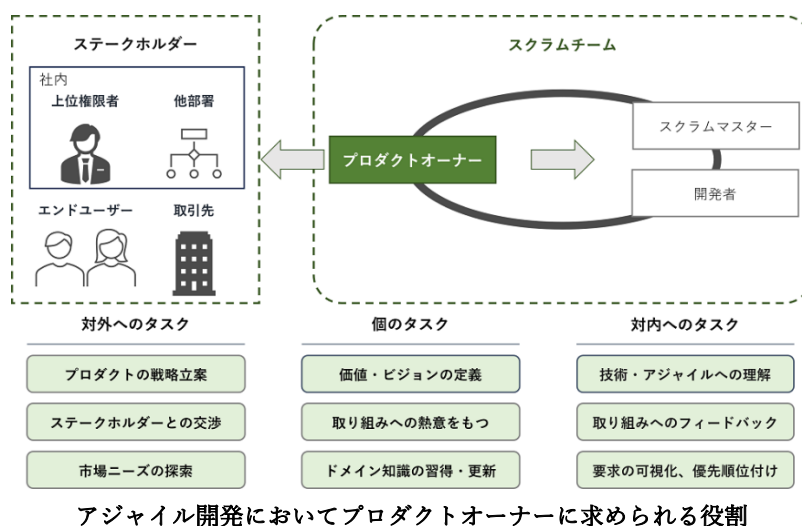 ステークホルダー
社内
上位権限者
他部署
エンドユーザー
取引先
スクラムチーム
プロダクトオーナー
スクラムマスター
開発者
対外へのタスク
プロダクトの戦略立案
ステークホルダーとの交渉
市場ニーズの探索
個のタスク
価値・ビジョンの定義
取り組みへの熱意をもつ
ドメイン知識の習得・更新
対内へのタスク
技術・アジャイルへの理解
取り組みへのフィードバック
要求の可視化、優先順位付け
アジャイル開発においてプロダクトオーナーに求められる役割